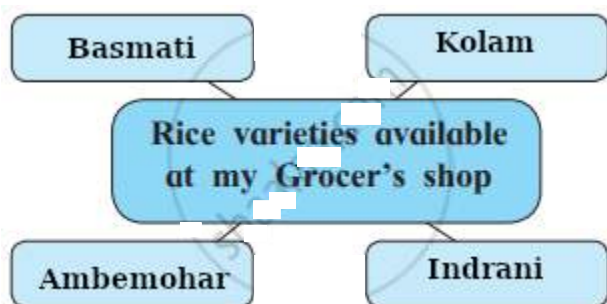 Basmati
Kolam
Rice varieties available
at my Grocer's shop
Ambemohar
Indrani